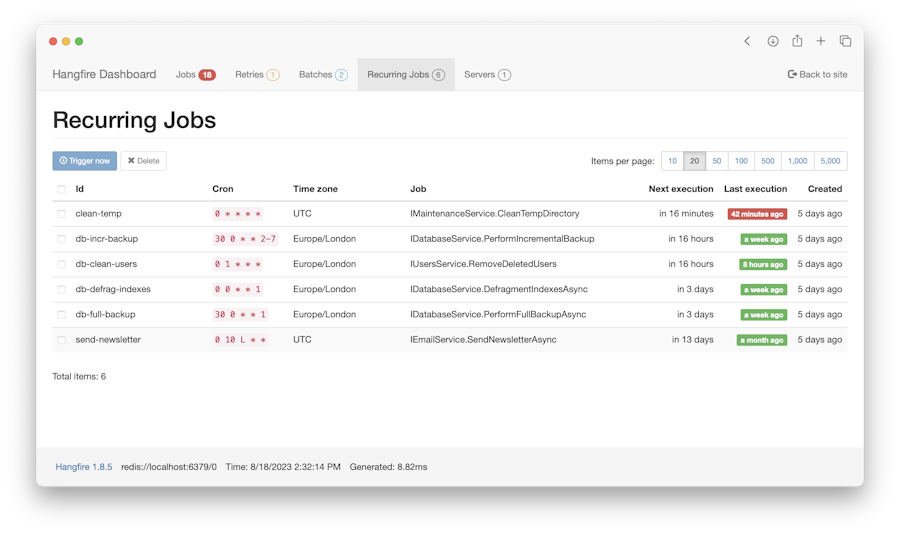 Hangfire Dashboard Jobs 18 Retries 1 Batches 2 Recurring Jobs 6 Servers 1 Back to site
Recurring Jobs
Trigger now Delete Items per page: 10 20 50 100 500 1,000 5,000
Id Cron Time zone Job Next execution Last execution Created
clean-temp 0 * * * * UTC IMaintenanceService.CleanTempDirectory in 16 minutes 42 minutes ago 5 days ago
db-incr-backup 30 0 * * 2-7 Europe/London IDatabaseService.PerformIncrementalBackup in 16 hours a week ago 5 days ago
db-clean-users 0 1 * * * Europe/London IUsersService.RemoveDeletedUsers in 16 hours 8 hours ago 5 days ago
db-defrag-indexes 0 0 * * 1 Europe/London IDatabaseService.DefragmentIndexesAsync in 3 days a week ago 5 days ago
db-full-backup 30 0 * * 1 Europe/London IDatabaseService.PerformFullBackupAsync in 3 days a week ago 5 days ago
send-newsletter 0 10 L * * UTC IEmailService.SendNewsletterAsync in 13 days a month ago 5 days ago
Total items: 6
Hangfire 1.8.5 redis://localhost:6379/0 Time: 8/18/2023 2:32:14 PM Generated: 8.82ms